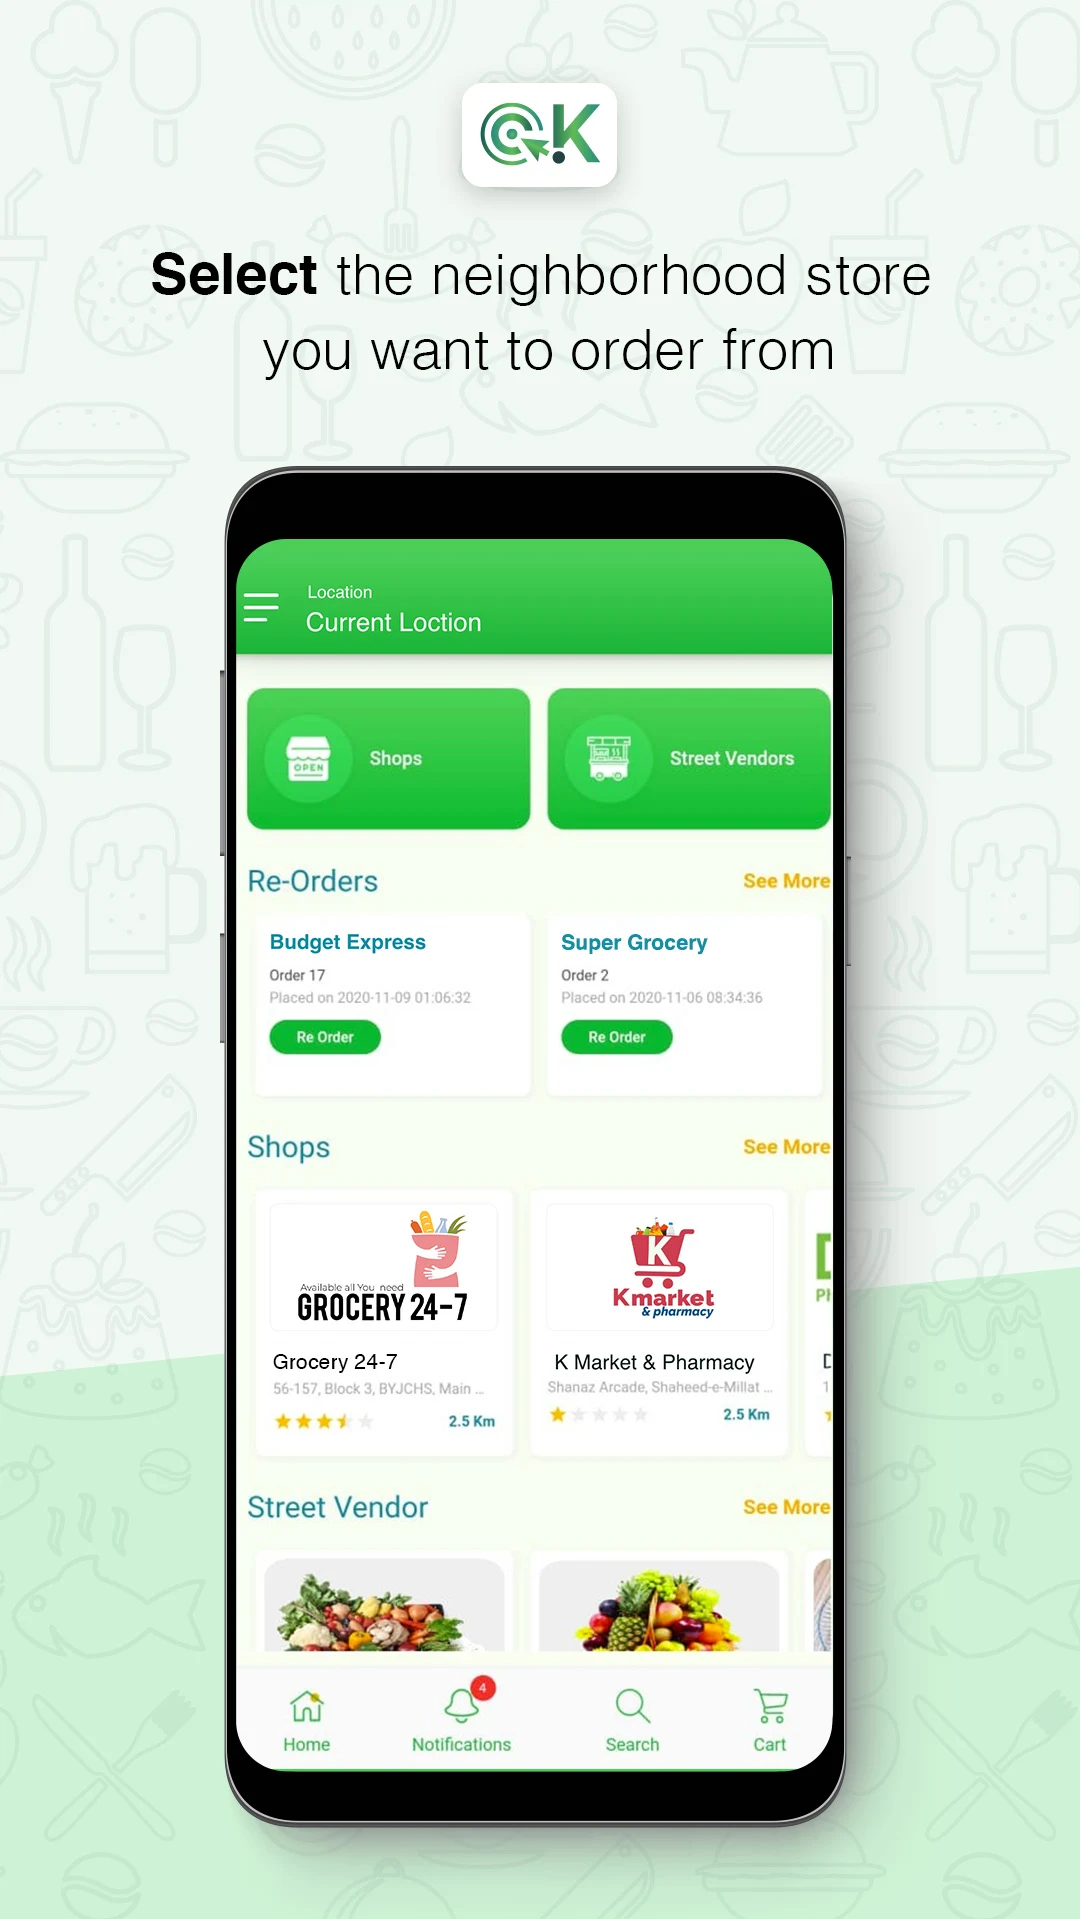 K
Select the neighborhood store
you want to order from
Location
Current Loction
OPEN
Shops
Street Vendors
Re-Orders
See More
Budget Express
Order 17
Placed on 2020-11-09 01:06:32
Re Order
Super Grocery
Order 2
Placed on 2020-11-06 08:34:36
Re Order
Shops
See More
Available all You need
GROCERY 24-7
Grocery 24-7
56-157, Block 3, BYJCHS, Main ...
2.5 Km
K
Kmarket
& pharmacy
K Market & Pharmacy
Shanaz Arcade, Shaheed-e-Millat ...
2.5 Km
Street Vendor
See More
Home
4
Notifications
Search
Cart